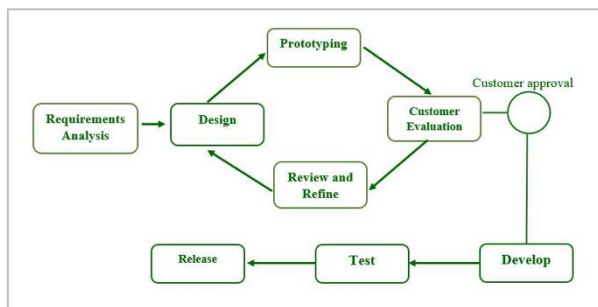 Prototyping
Customer approval
Requirements
Analysis
Design
Customer
Evaluation
Review and
Refine
Release
Test
Develop